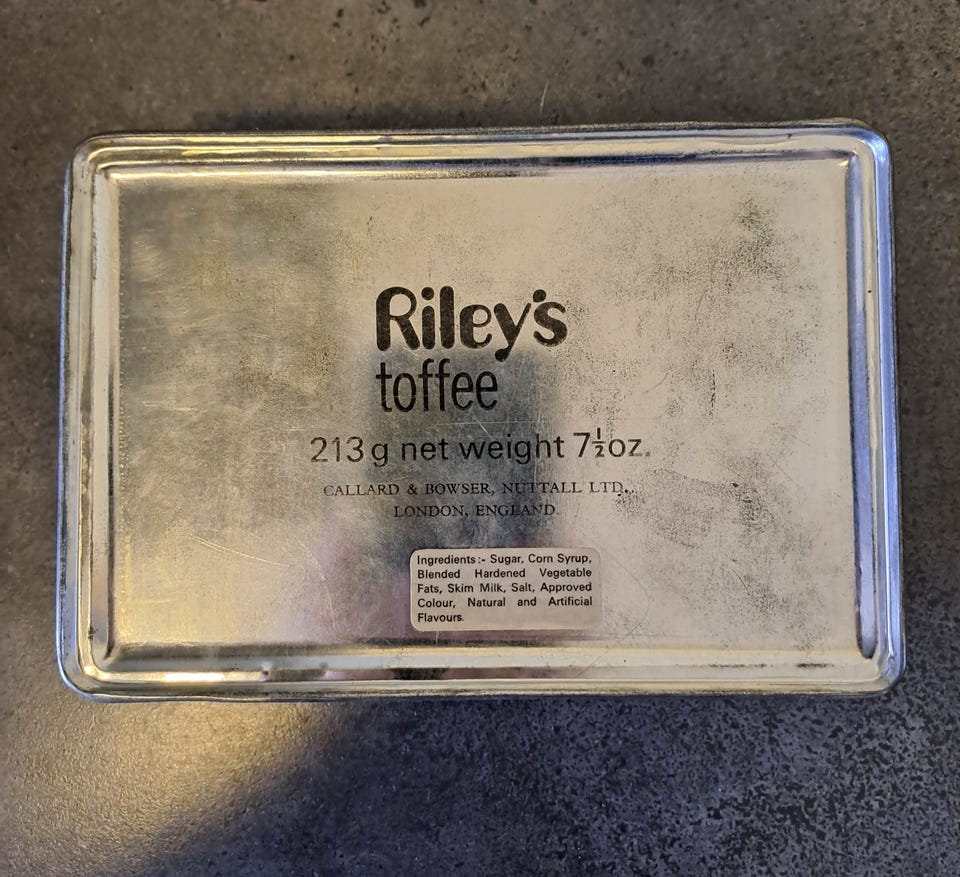 Riley's
toffee
213g net weight 7½oz.
CALLARD & BOWSER, NUTTALL LTD.
LONDON, ENGLAND
Ingredients:- Sugar, Corn Syrup,
Blended Hardened Vegetable
Fats, Skim Milk, Salt, Approved
Colour, Natural and Artificial
Flavours.